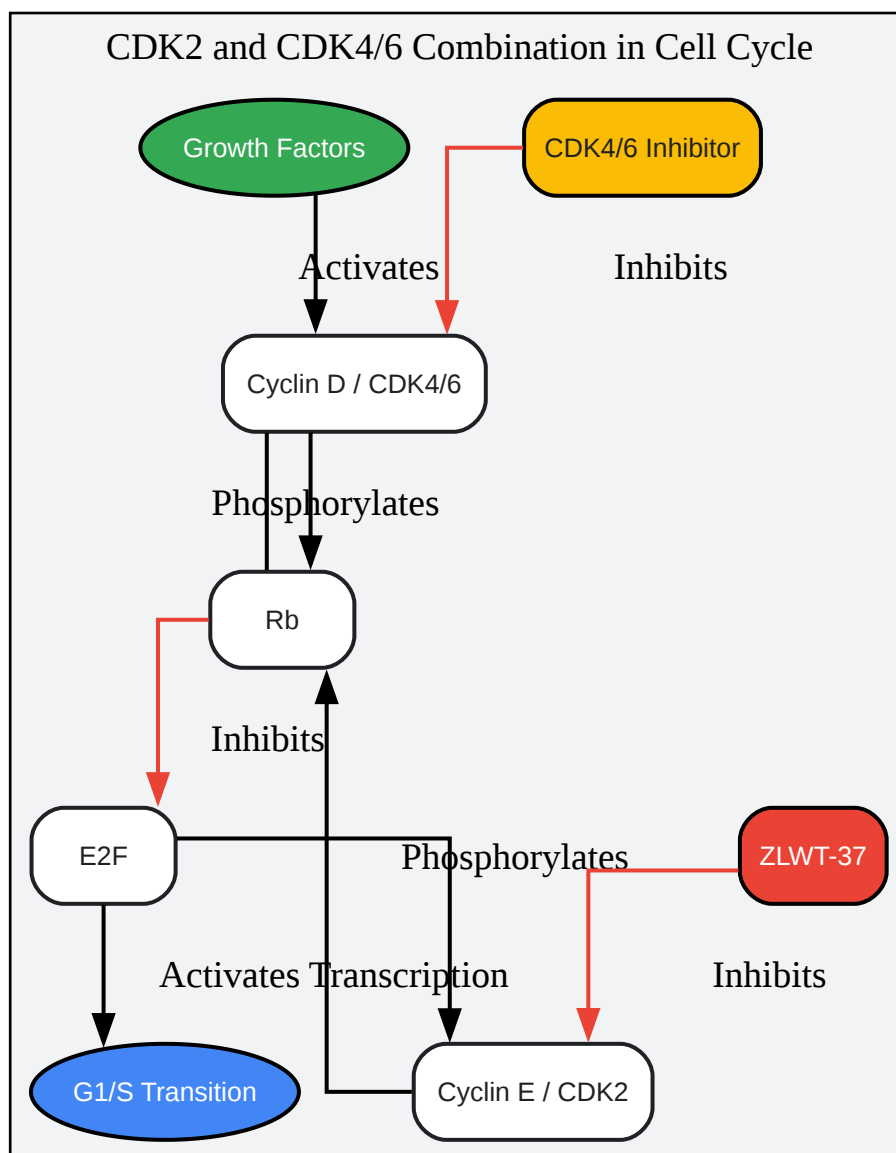 CDK2 and CDK4/6 Combination in Cell Cycle
Growth Factors
CDK4/6 Inhibitor
Activates
Inhibits
Cyclin D / CDK4/6
Phosphorylates
Rb
Inhibits
E2F
Phosphorylates
ZLWT-37
Activates Transcription
Inhibits
G1/S Transition
Cyclin E / CDK2